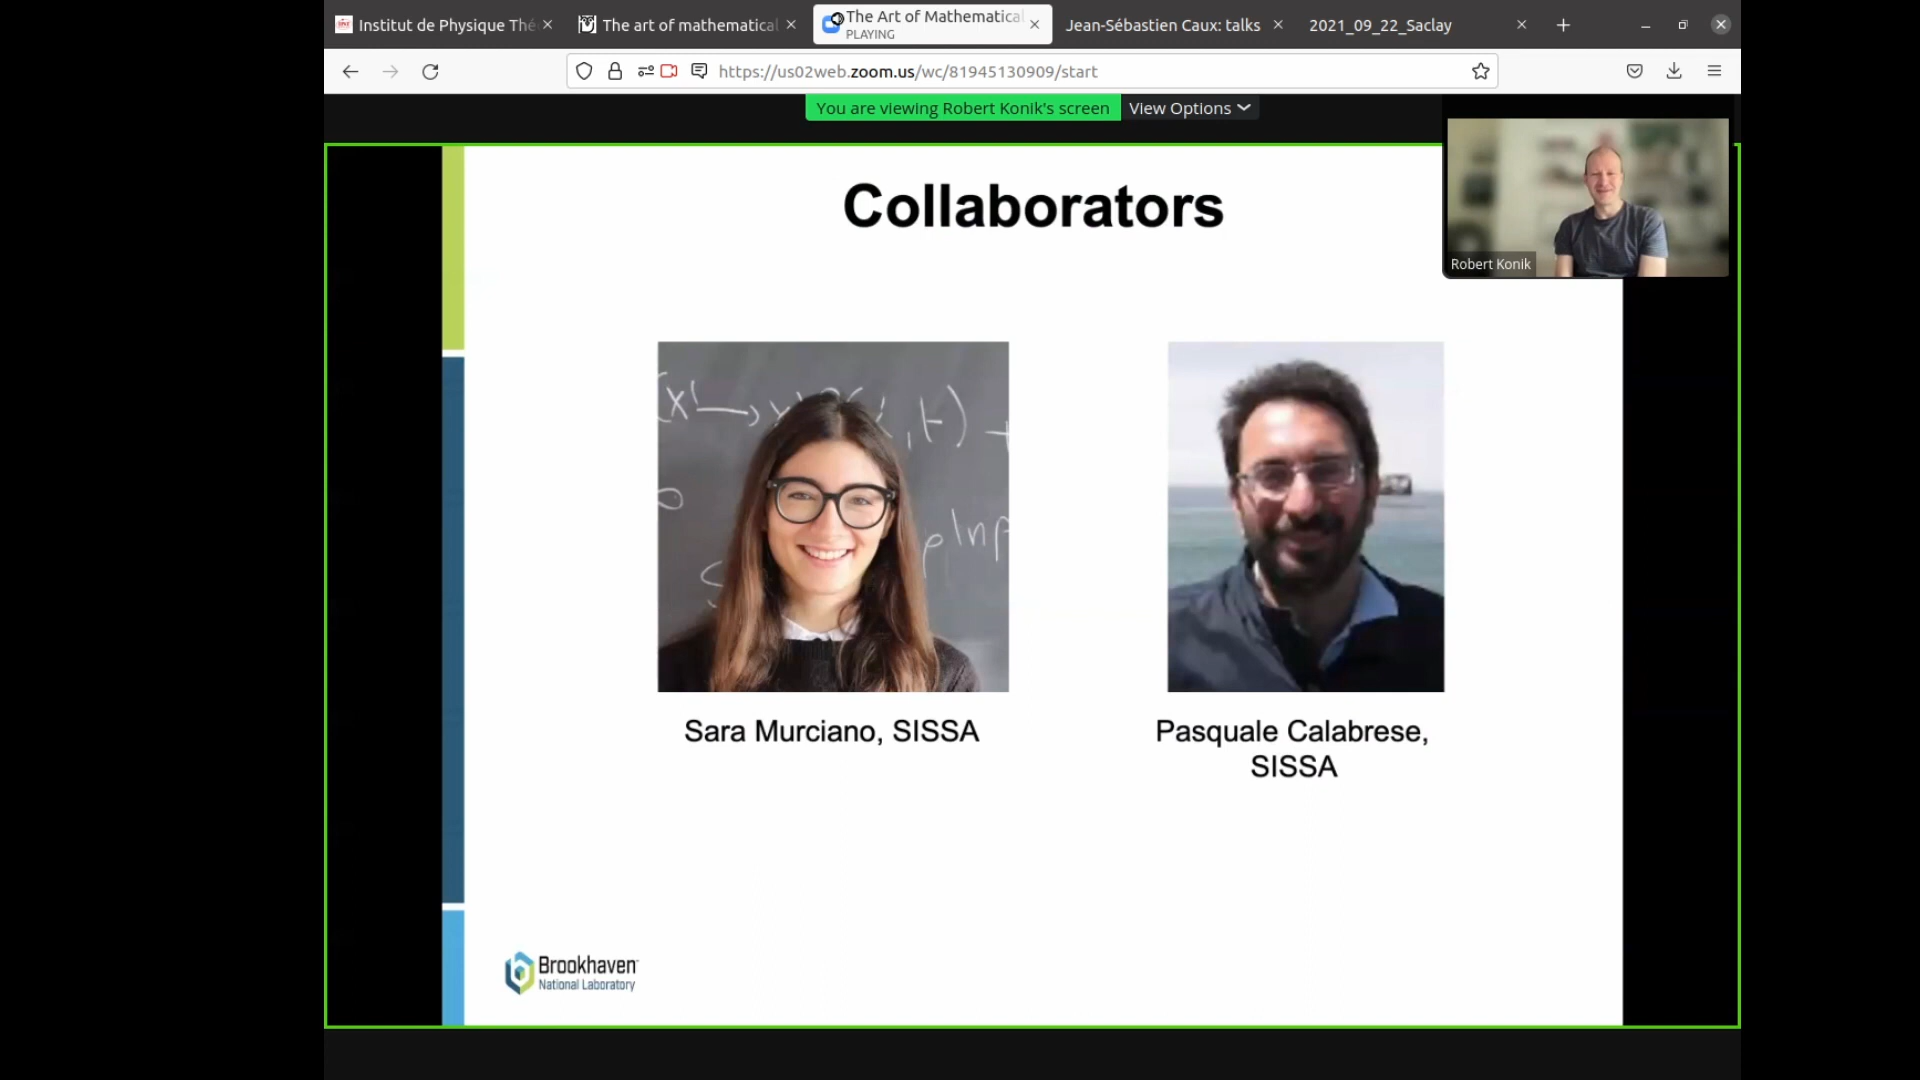 Institut de Physique Thé
The art of mathematical
The Art of Mathematical
PLAYING
Jean-Sébastien Caux: talks
2021_09_22_Saclay
https://us02web.zoom.us/wc/81945130909/start
You are viewing Robert Konik's screen
View Options
Robert Konik
Collaborators
Sara Murciano, SISSA
Pasquale Calabrese,
SISSA
Brookhaven
National Laboratory